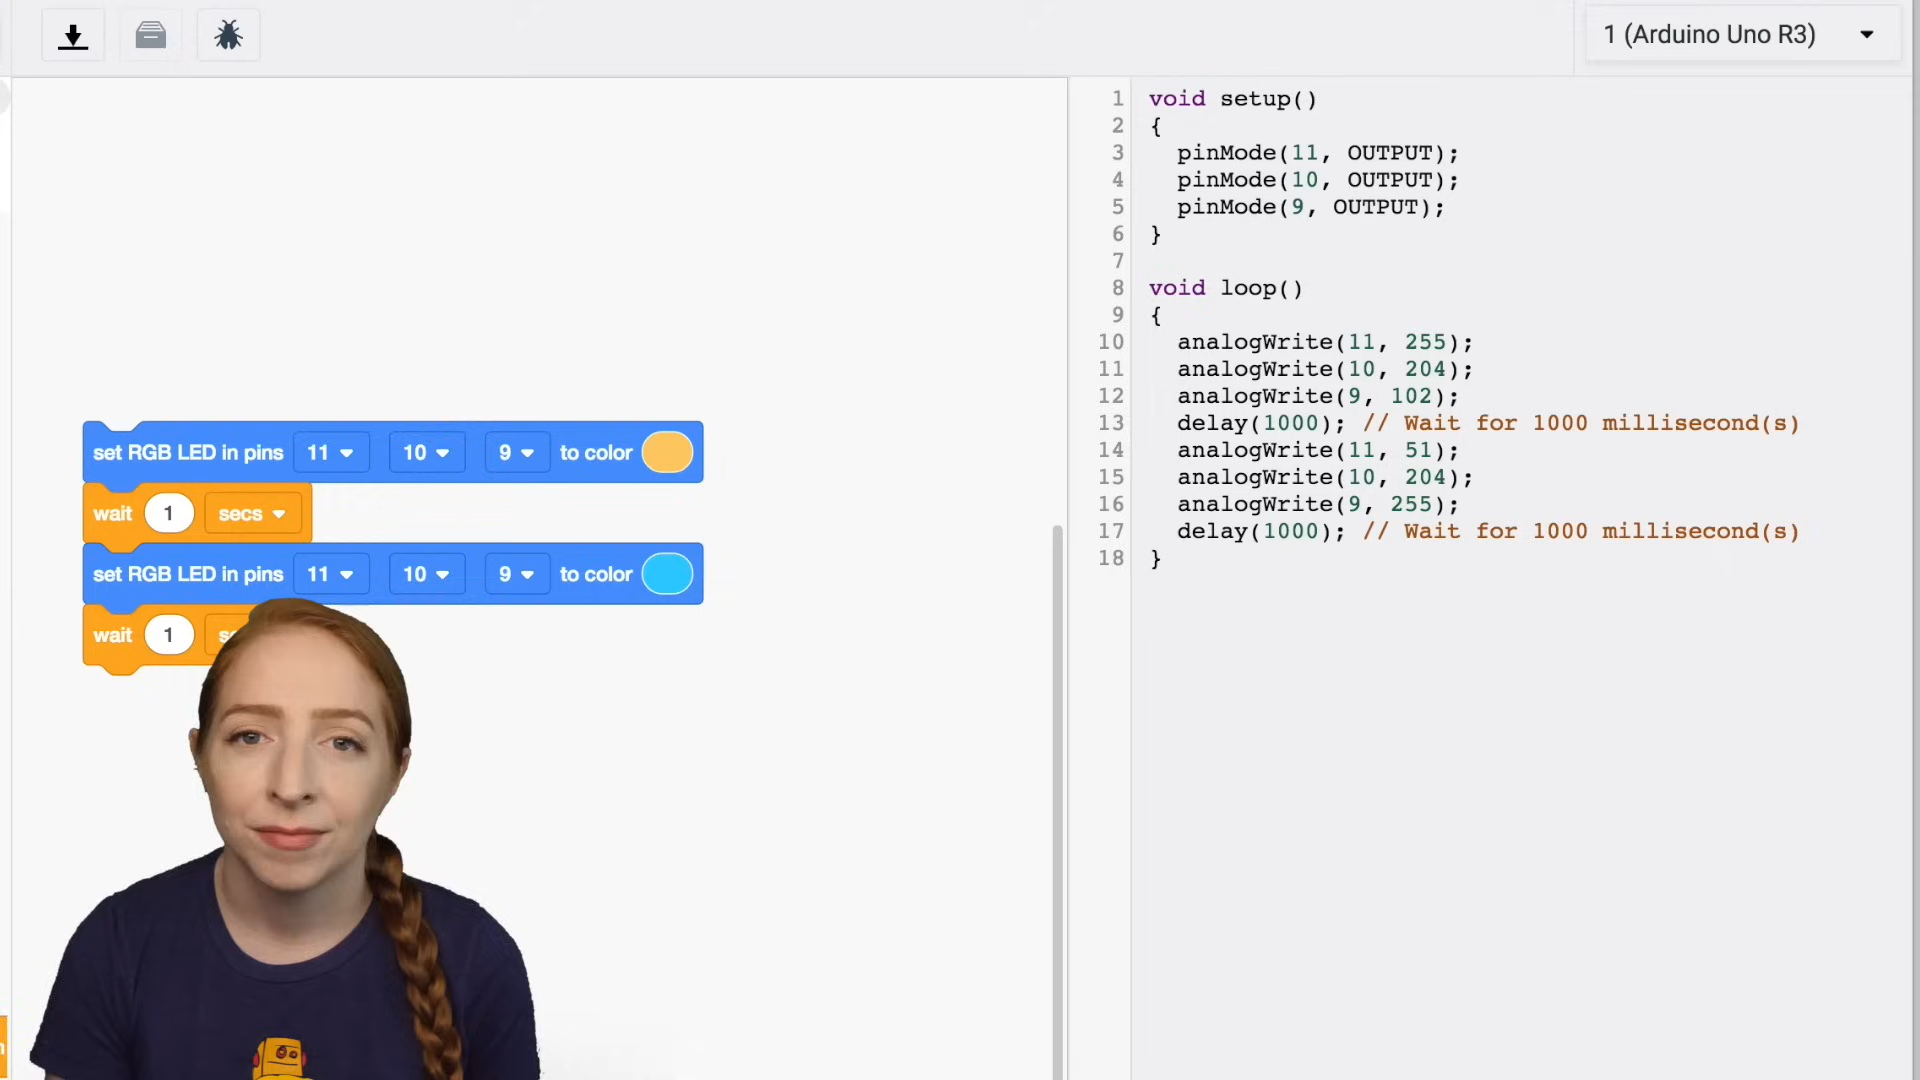 1 (Arduino Uno R3)
set RGB LED in pins 11 10 9 to color
wait 1 secs
set RGB LED in pins 11 10 9 to color
wait 1
1 void setup()
2 {
3 pinMode(11, OUTPUT);
4 pinMode(10, OUTPUT);
5 pinMode(9, OUTPUT);
6 }
7
8 void loop()
9 {
10 analogWrite(11, 255);
11 analogWrite(10, 204);
12 analogWrite(9, 102);
13 delay(1000); // Wait for 1000 millisecond(s)
14 analogWrite(11, 51);
15 analogWrite(10, 204);
16 analogWrite(9, 255);
17 delay(1000); // Wait for 1000 millisecond(s)
18 }